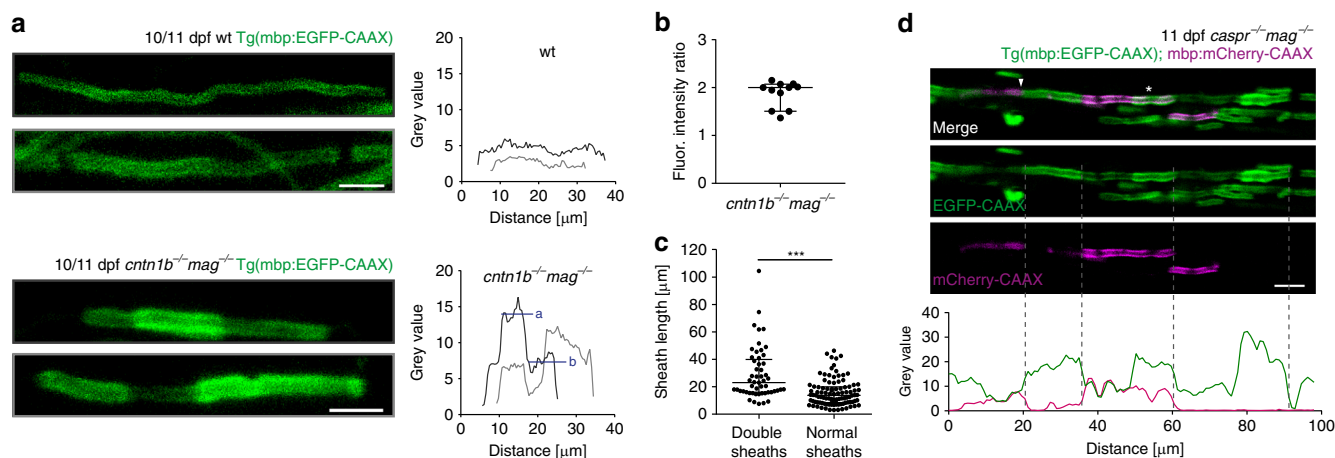 a
10/11 dpf wt Tg(mbp:EGFP-CAAX)
wt
Grey value
20
15
10
5
0
0 10 20 30 40
Distance [μm]
10/11 dpf cntn1b–/–mag–/– Tg(mbp:EGFP-CAAX)
cntn1b–/–mag–/–
a
b
Grey value
20
15
10
5
0
0 10 20 30 40
Distance [μm]
b
Fluor. intensity ratio
3
2
1
0
cntn1b–/–mag–/–
c
Sheath length [μm]
120
100
80
60
40
20
0
***
Double sheaths
Normal sheaths
d
11 dpf caspr–/–mag–/–
Tg(mbp:EGFP-CAAX); mbp:mCherry-CAAX
*
Merge
EGFP-CAAX
mCherry-CAAX
Grey value
40
30
20
10
0
0 20 40 60 80 100
Distance [μm]